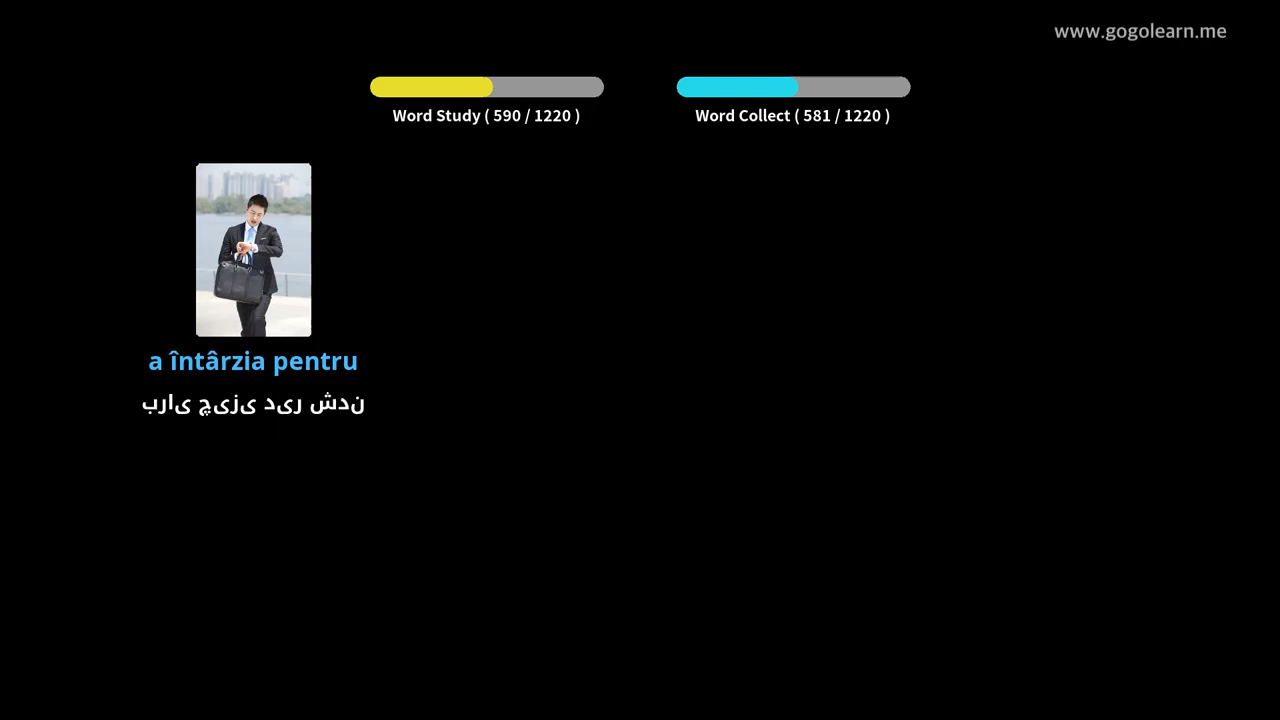 www.gogolearn.me
Word Study ( 590 / 1220 )
Word Collect ( 581 / 1220 )
a întârzia pentru
برای چیزی دیر شدن